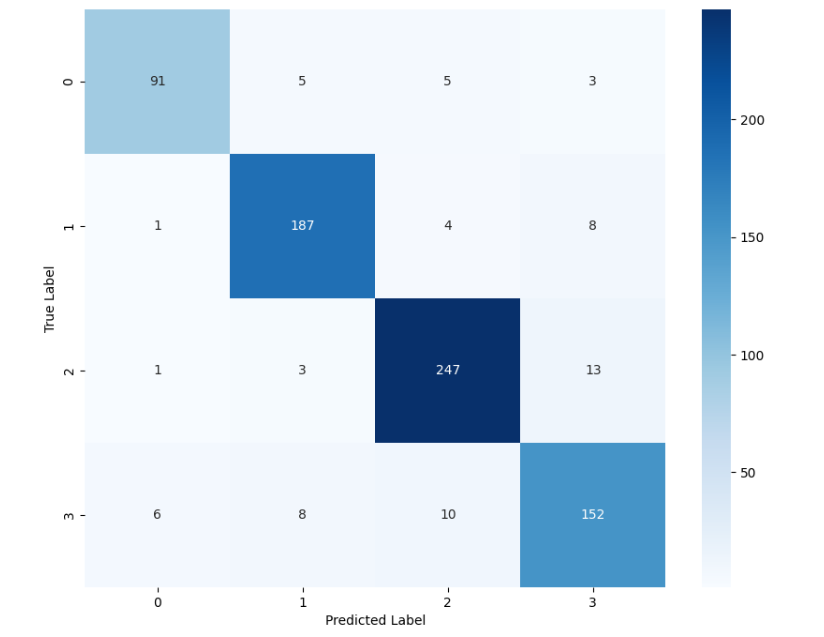 0 91 5 5 3
1 1 187 4 8
2 1 3 247 13
3 6 8 10 152
0 1 2 3
Predicted Label
True Label
200
150
100
50